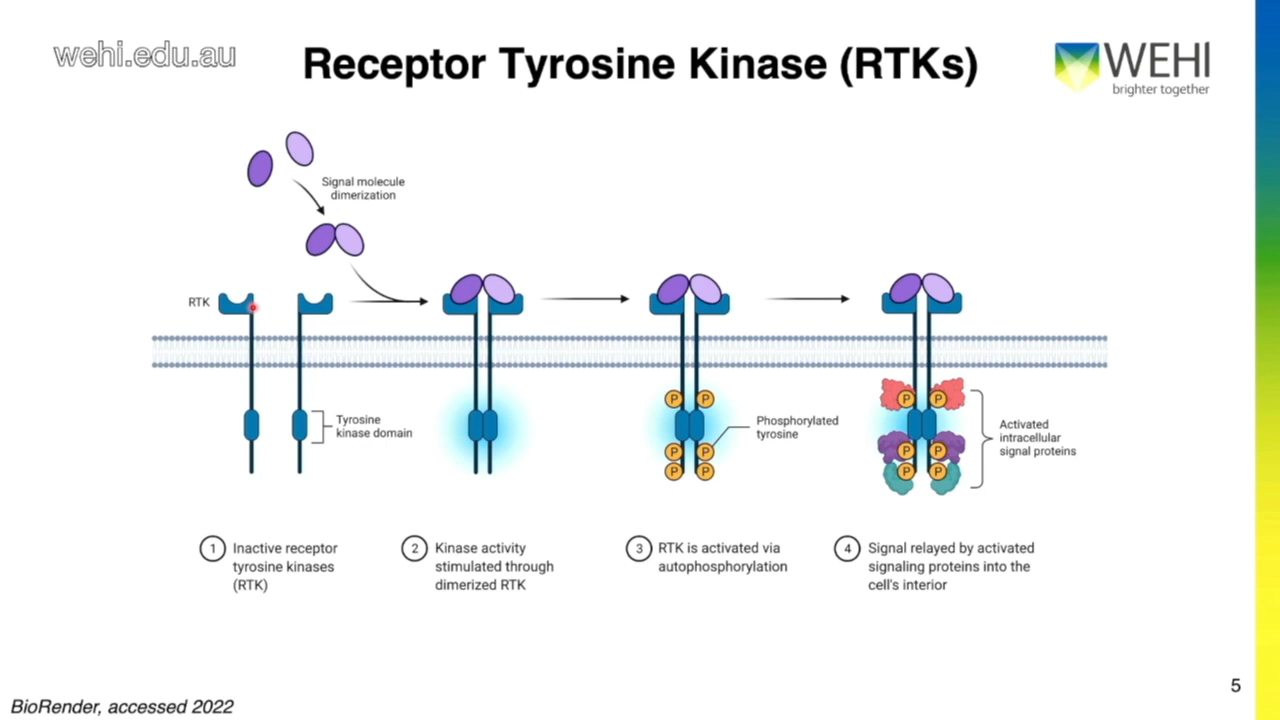 wehi.edu.au
Receptor Tyrosine Kinase (RTKs)
WEHI
brighter together
Signal molecule
dimerization
RTK
Tyrosine
kinase domain
P
P
P
P
P
P
Phosphorylated
tyrosine
P
P
P
P
P
P
Activated
intracellular
signal proteins
1 Inactive receptor
tyrosine kinases
(RTK)
2 Kinase activity
stimulated through
dimerized RTK
3 RTK is activated via
autophosphorylation
4 Signal relayed by activated
signaling proteins into the
cell's interior
5
BioRender, accessed 2022